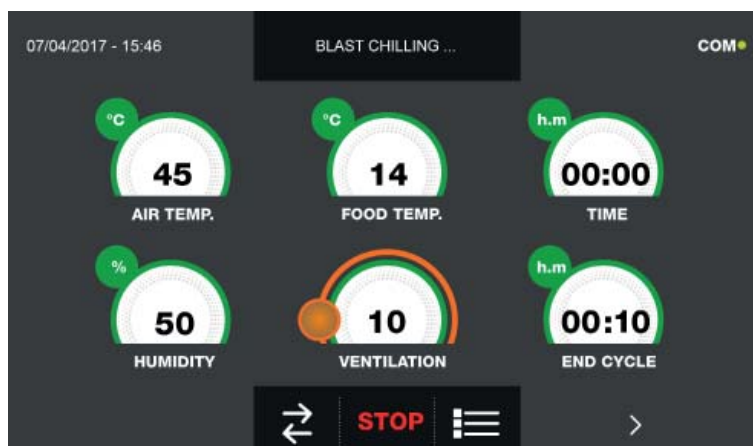 07/04/2017 - 15:46
BLAST CHILLING ...
COM
°C
45
AIR TEMP.
°C
14
FOOD TEMP.
h.m
00:00
TIME
%
50
HUMIDITY
10
VENTILATION
h.m
00:10
END CYCLE
STOP